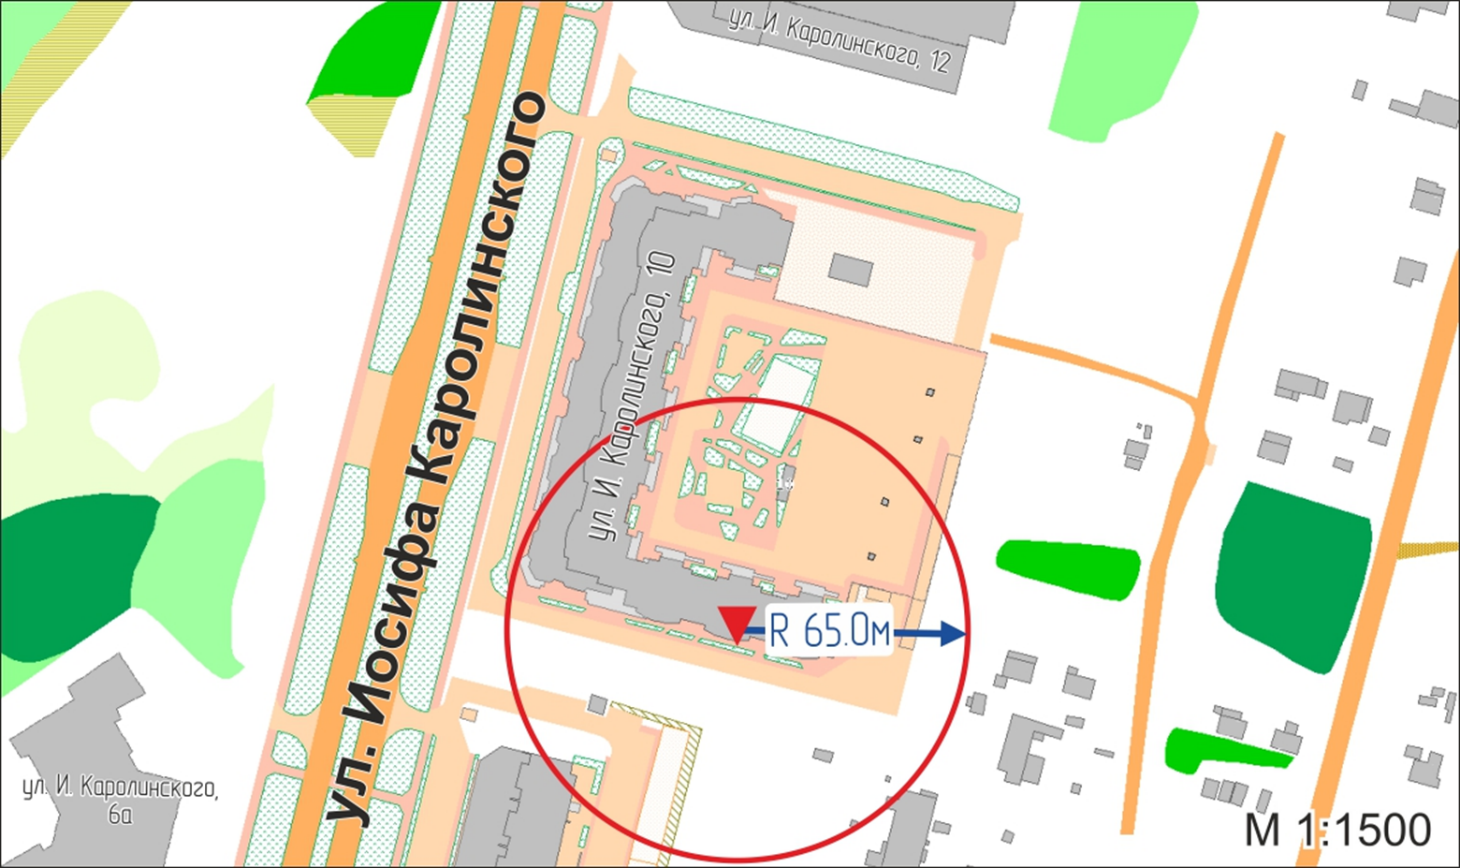 ул. И. Каролинского, 12
ул. Иосифа Каролинского
ул. И. Каролинского, 10
R 65.0м
ул. И. Каролинского,
6а
М 1:1500